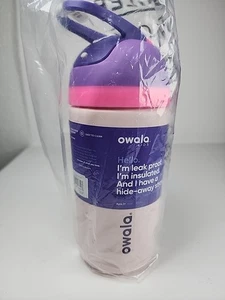 owala
Hello.
I'm leak proof.
I'm insulated.
And I have a
hide-away
owala